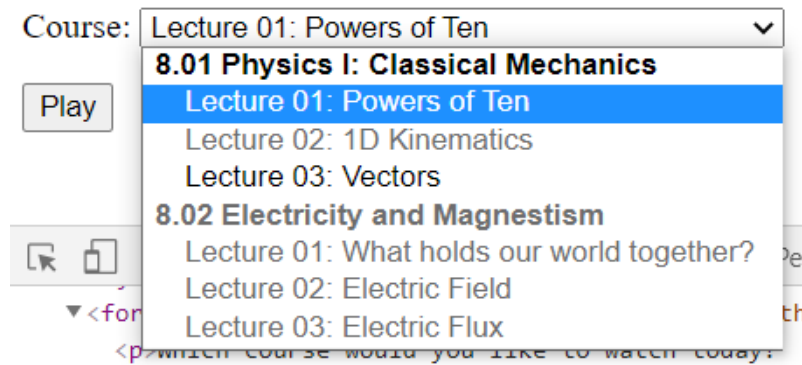 Course: Lecture 01: Powers of Ten
8.01 Physics I: Classical Mechanics
Play
Lecture 01: Powers of Ten
Lecture 02: 1D Kinematics
Lecture 03: Vectors
8.02 Electricity and Magnestism
Lecture 01: What holds our world together?
Lecture 02: Electric Field
Lecture 03: Electric Flux
<for
<p>Which course would you like to watch today?